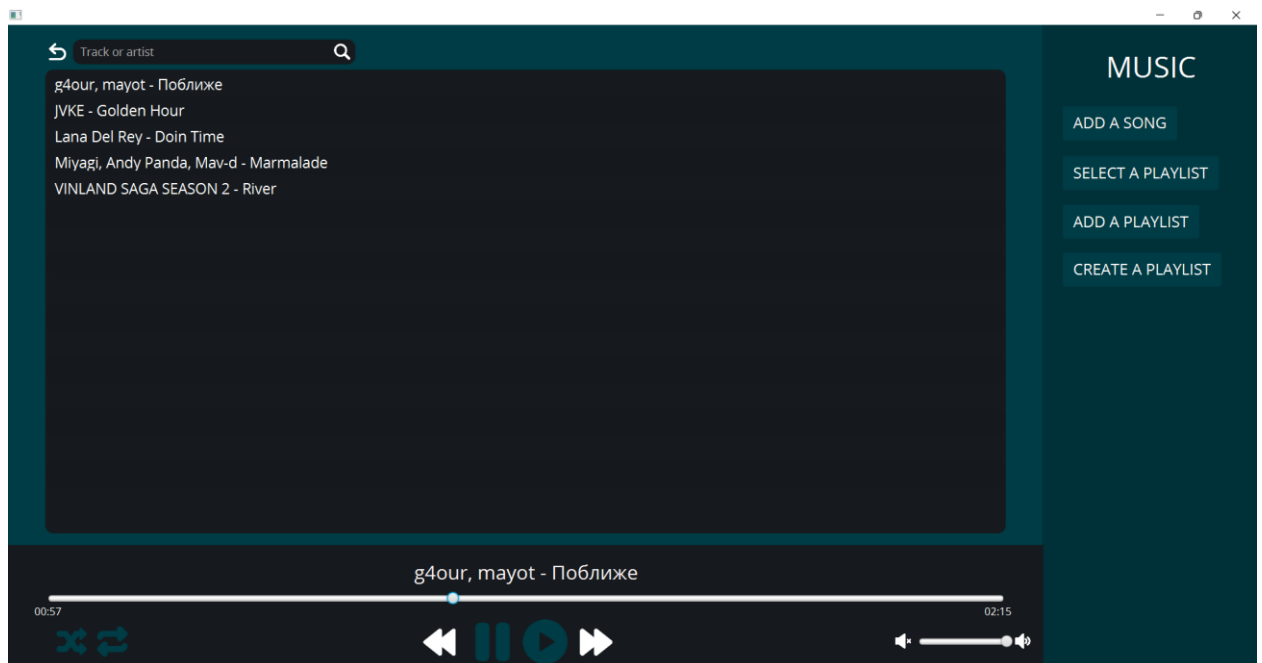 Track or artist
g4our, mayot - Поближе
JVKE - Golden Hour
Lana Del Rey - Doin Time
Miyagi, Andy Panda, Mav-d - Marmalade
VINLAND SAGA SEASON 2 - River
MUSIC
ADD A SONG
SELECT A PLAYLIST
ADD A PLAYLIST
CREATE A PLAYLIST
g4our, mayot - Поближе
00:57
02:15